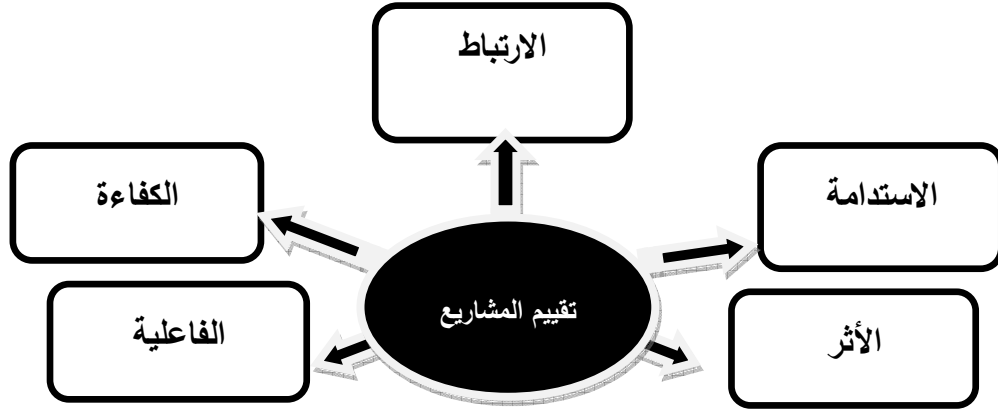 الارتباط
الاستدامة
الكفاءة
تقييم المشاريع
الأثر
الفاعلية